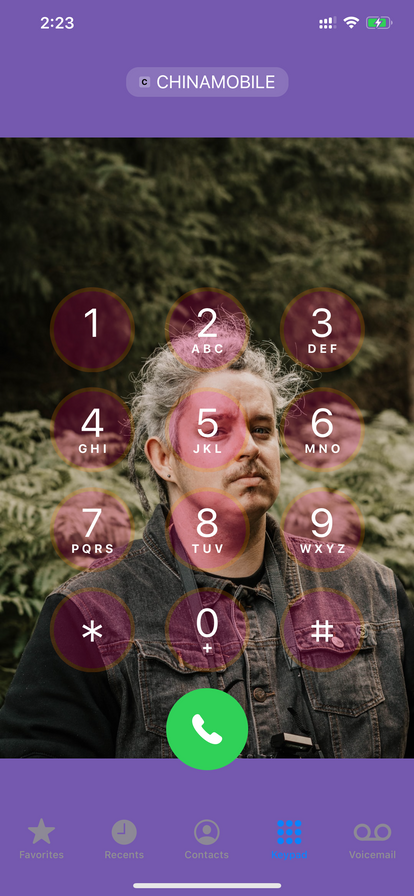 2:23
C CHINAMOBILE
1
2
ABC
3
DEF
4
GHI
5
JKL
6
MNO
7
PQRS
8
TUV
9
WXYZ
*
0
+
#
Favorites
Recents
Contacts
Keypad
Voicemail